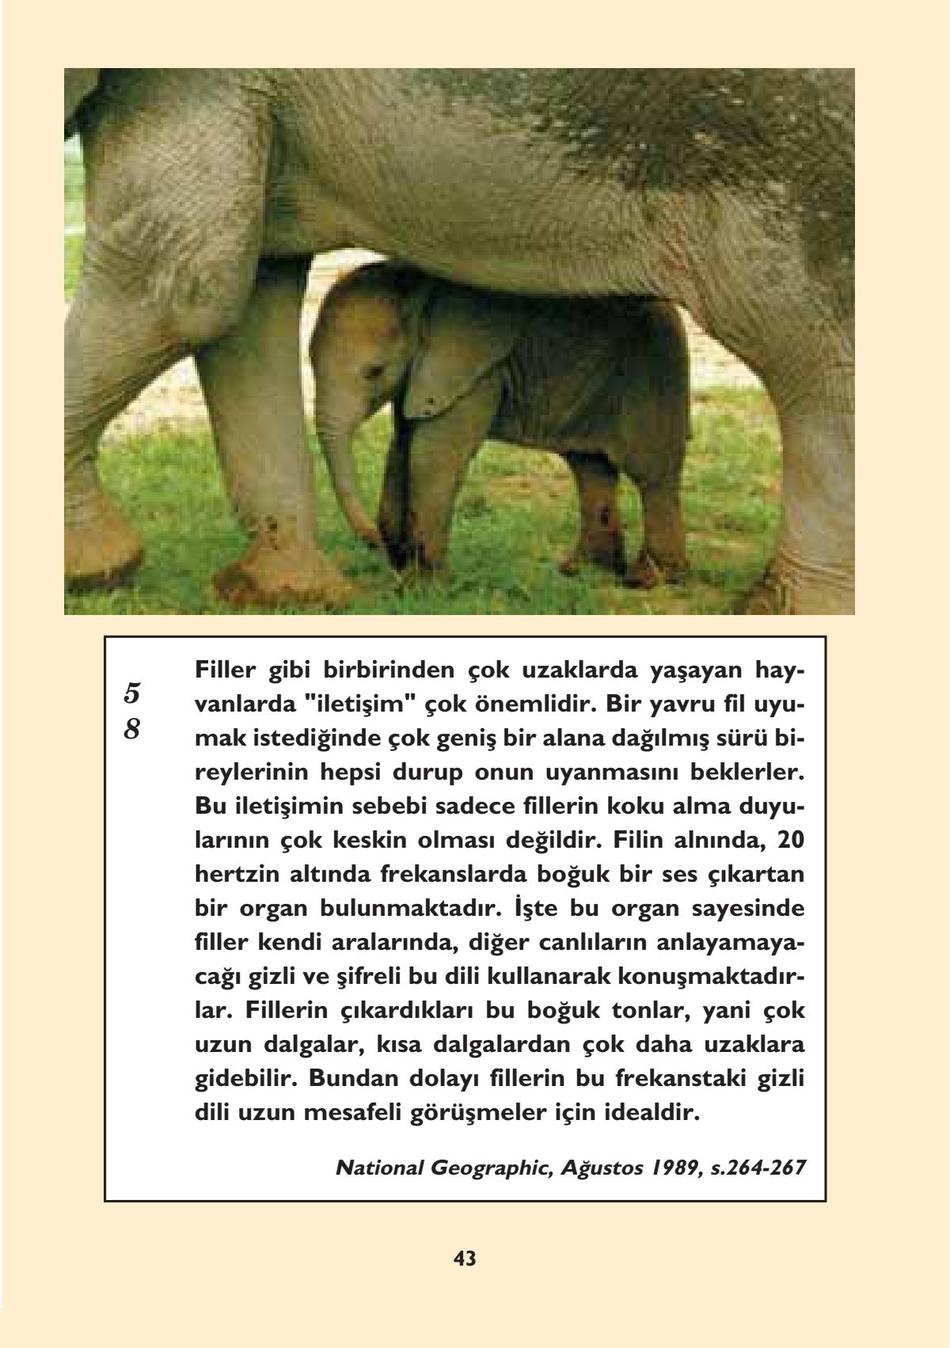 5
8
Filler gibi birbirinden çok uzaklarda yaşayan hay-
vanlarda "iletişim" çok önemlidir. Bir yavru fil uyu-
mak istediğinde çok geniş bir alana dağılmış sürü bi-
reylerinin hepsi durup onun uyanmasını beklerler.
Bu iletişimin sebebi sadece fillerin koku alma duyu-
larının çok keskin olması değildir. Filin alnında, 20
hertzin altında frekanslarda boğuk bir ses çıkartan
bir organ bulunmaktadır. İşte bu organ sayesinde
filler kendi aralarında, diğer canlıların anlayamaya-
cağı gizli ve şifreli bu dili kullanarak konuşmaktadır-
lar. Fillerin çıkardıkları bu boğuk tonlar, yani çok
uzun dalgalar, kısa dalgalardan çok daha uzaklara
gidebilir. Bundan dolayı fillerin bu frekanstaki gizli
dili uzun mesafeli görüşmeler için idealdir.
National Geographic, Ağustos 1989, s.264-267
43